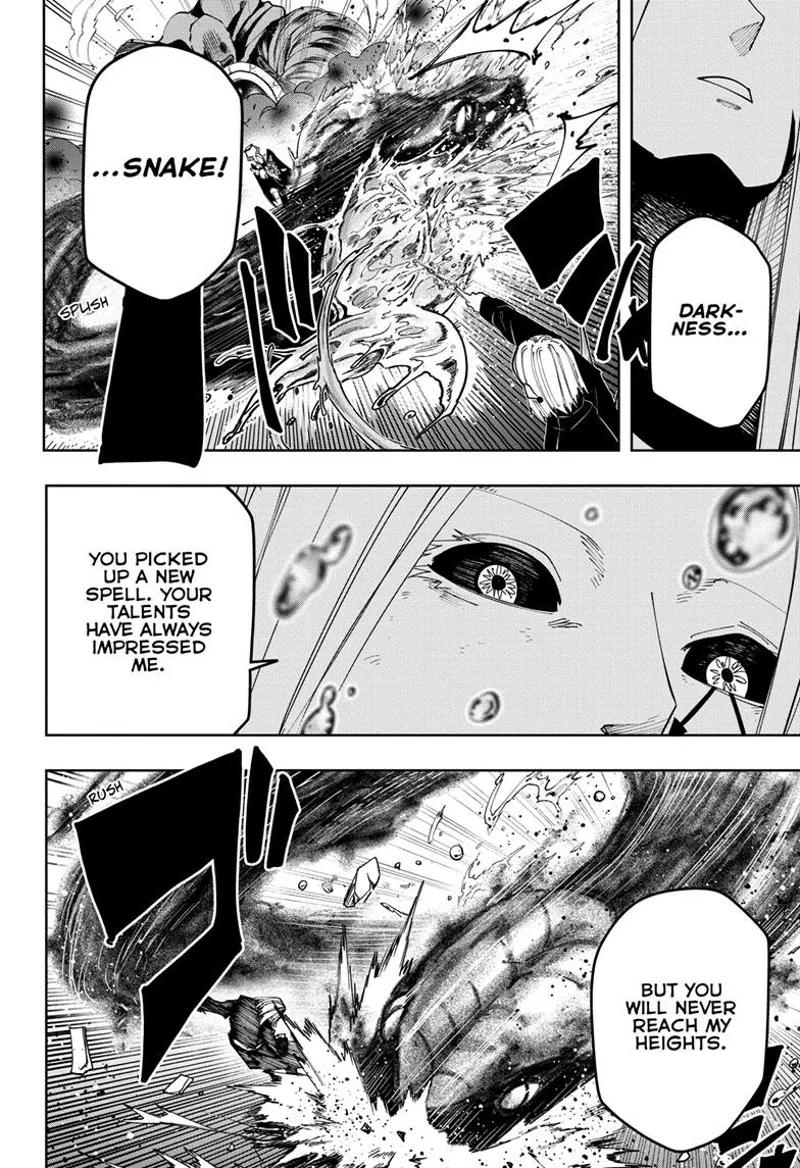 DARK-
NESS...
...SNAKE!
SPLISH
YOU PICKED
UP A NEW
SPELL. YOUR
TALENTS
HAVE ALWAYS
IMPRESSED
ME.
RUSH
BUT YOU
WILL NEVER
REACH MY
HEIGHTS.